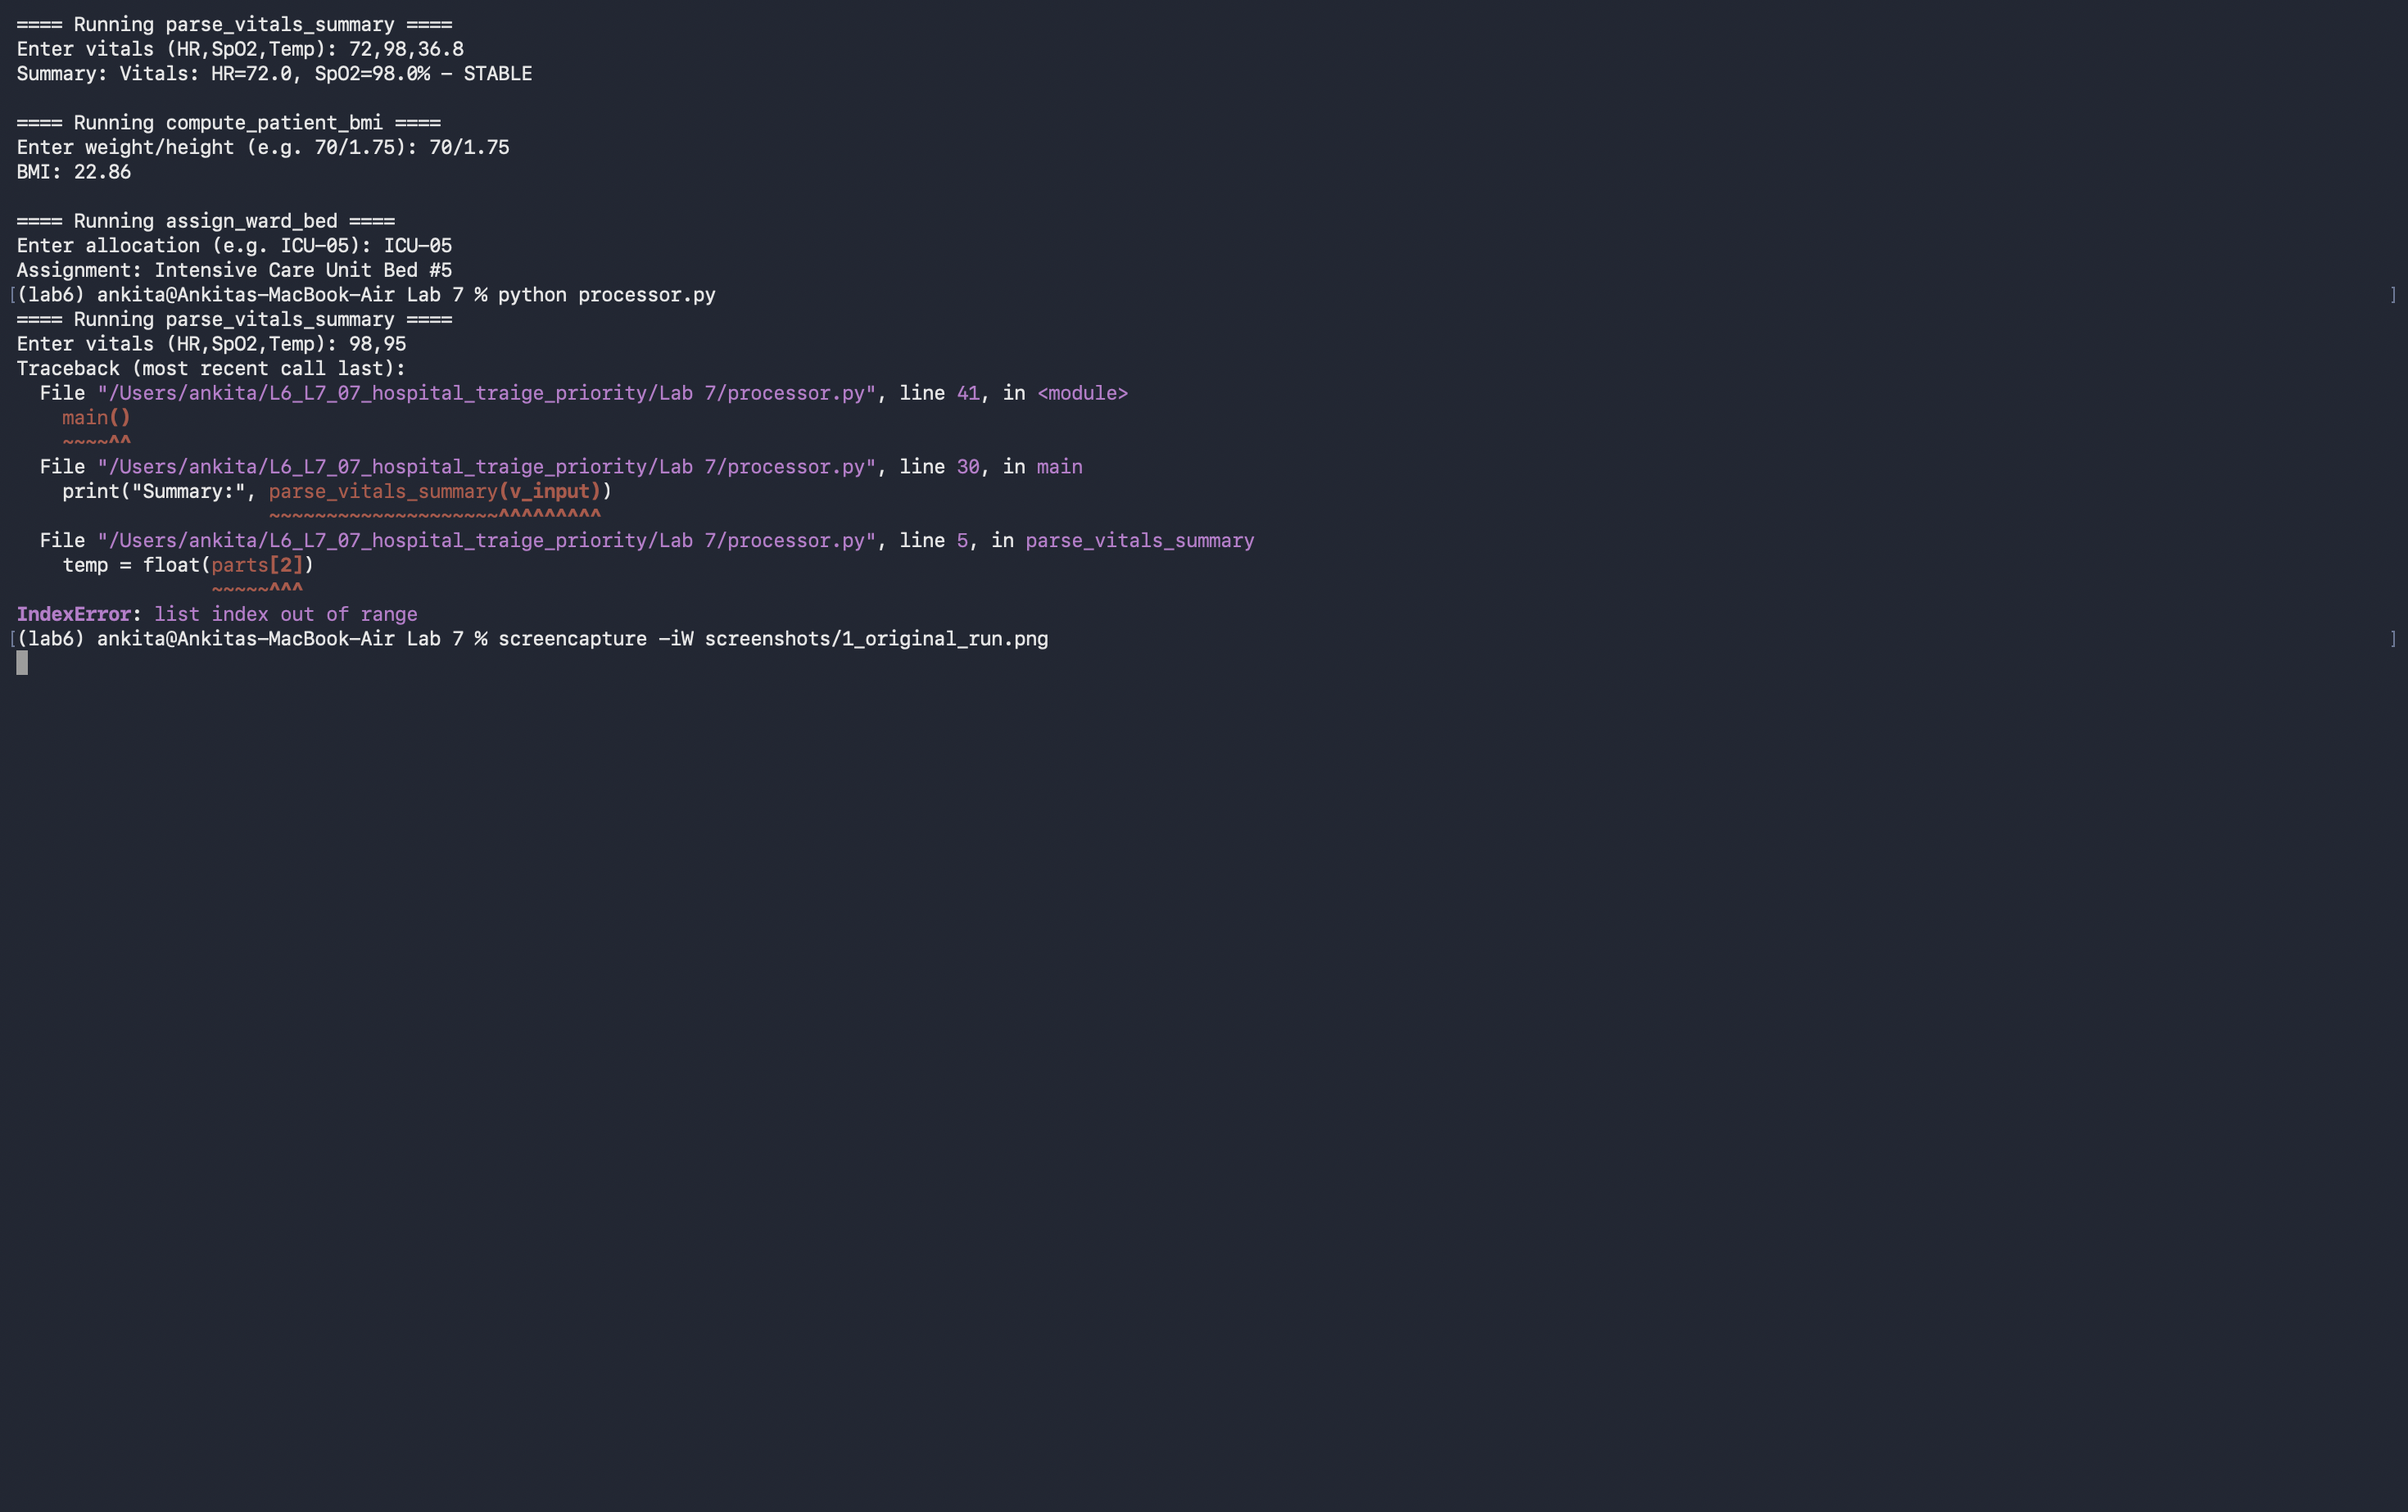 ==== Running parse_vitals_summary ====
Enter vitals (HR,SpO2,Temp): 72,98,36.8
Summary: Vitals: HR=72.0, SpO2=98.0% - STABLE

==== Running compute_patient_bmi ====
Enter weight/height (e.g. 70/1.75): 70/1.75
BMI: 22.86

==== Running assign_ward_bed ====
Enter allocation (e.g. ICU-05): ICU-05
Assignment: Intensive Care Unit Bed #5
[(lab6) ankita@Ankitas-MacBook-Air Lab 7 % python processor.py ]
==== Running parse_vitals_summary ====
Enter vitals (HR,SpO2,Temp): 98,95
Traceback (most recent call last):
  File "/Users/ankita/L6_L7_07_hospital_traige_priority/Lab 7/processor.py", line 41, in <module>
    main()
    ~~~~^^
  File "/Users/ankita/L6_L7_07_hospital_traige_priority/Lab 7/processor.py", line 30, in main
    print("Summary:", parse_vitals_summary(v_input))
                      ~~~~~~~~~~~~~~~~~~~~^^^^^^^^^
  File "/Users/ankita/L6_L7_07_hospital_traige_priority/Lab 7/processor.py", line 5, in parse_vitals_summary
    temp = float(parts[2])
                 ~~~~~^^^
IndexError: list index out of range
[(lab6) ankita@Ankitas-MacBook-Air Lab 7 % screencapture -iW screenshots/1_original_run.png ]